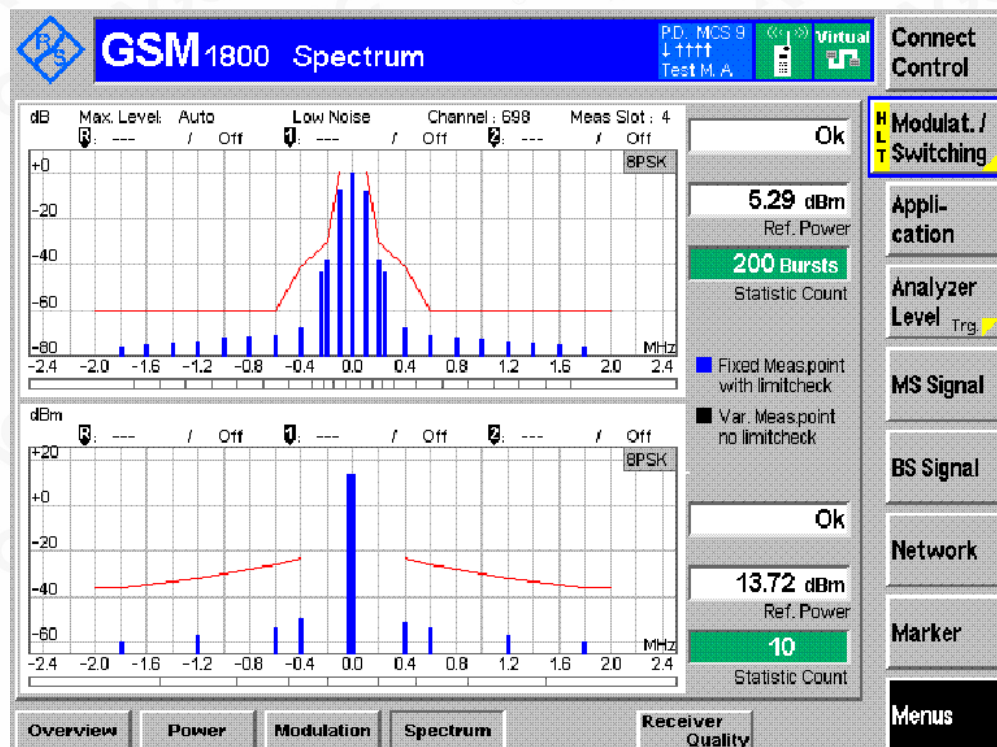 R/S GSM 1800 Spectrum
P.D. MCS 9
↓ ↑↑↑↑
Test M. A
Virtual
Connect Control
dB Max. Level: Auto Low Noise Channel : 698 Meas Slot : 4
R: --- / Off 1: --- / Off 2: --- / Off
8PSK
+0
-20
-40
-60
-80
MHz
-2.4 -2.0 -1.6 -1.2 -0.8 -0.4 0.0 0.4 0.8 1.2 1.6 2.0 2.4
Ok
5.29 dBm
Ref. Power
200 Bursts
Statistic Count
Fixed Meas.point
with limitcheck
Var. Meas.point
no limitcheck
dBm
R: --- / Off 1: --- / Off 2: --- / Off
8PSK
+20
+0
-20
-40
-60
MHz
-2.4 -2.0 -1.6 -1.2 -0.8 -0.4 0.0 0.4 0.8 1.2 1.6 2.0 2.4
Ok
13.72 dBm
Ref. Power
10
Statistic Count
HLT
Modulat. /
Switching
Appli-
cation
Analyzer
Level Trg.
MS Signal
BS Signal
Network
Marker
Menus
Overview Power Modulation Spectrum Receiver
Quality